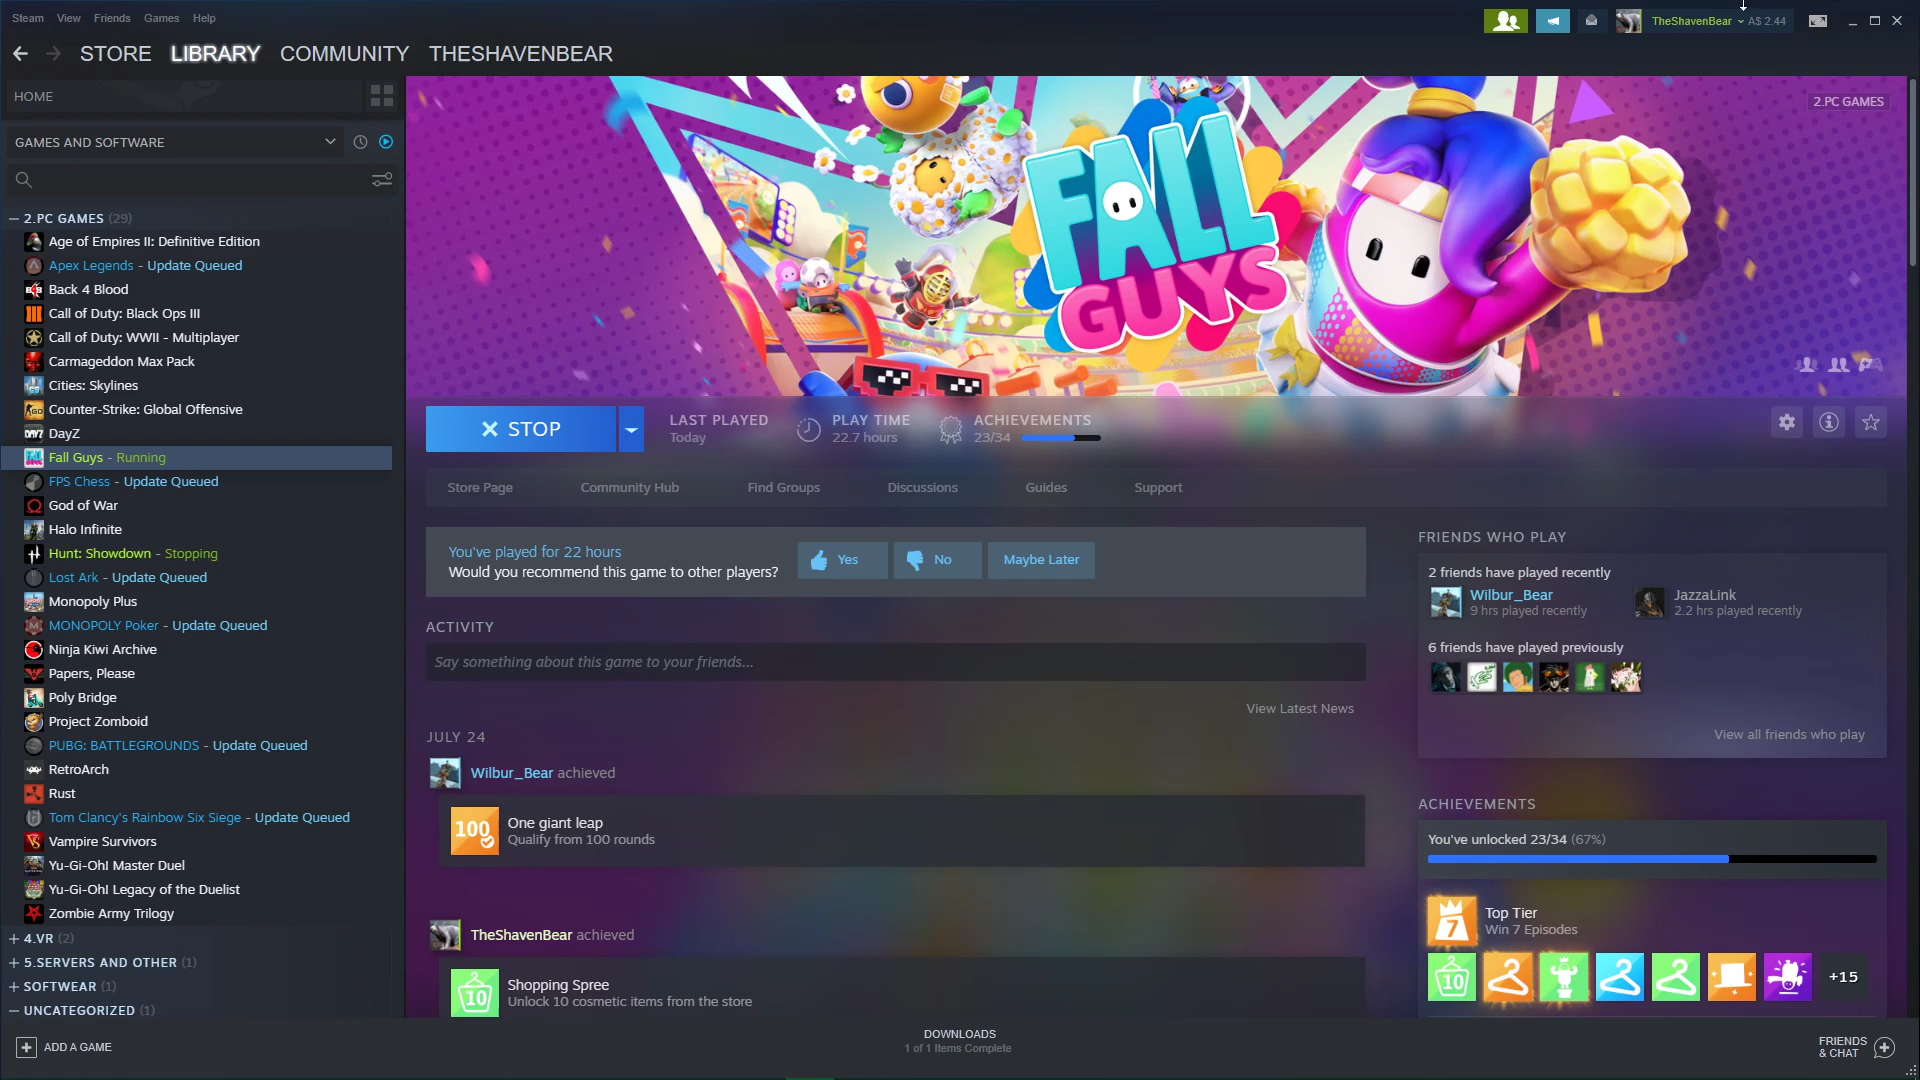 Steam View Friends Games Help
TheShavenBear A$ 2.44
STORE LIBRARY COMMUNITY THESHAVENBEAR
HOME
GAMES AND SOFTWARE
2.PC GAMES (29)
Age of Empires II: Definitive Edition
Apex Legends - Update Queued
Back 4 Blood
Call of Duty: Black Ops III
Call of Duty: WWII - Multiplayer
Carmageddon Max Pack
Cities: Skylines
Counter-Strike: Global Offensive
DayZ
Fall Guys - Running
FPS Chess - Update Queued
God of War
Halo Infinite
Hunt: Showdown - Stopping
Lost Ark - Update Queued
Monopoly Plus
MONOPOLY Poker - Update Queued
Ninja Kiwi Archive
Papers, Please
Poly Bridge
Project Zomboid
PUBG: BATTLEGROUNDS - Update Queued
RetroArch
Rust
Tom Clancy's Rainbow Six Siege - Update Queued
Vampire Survivors
Yu-Gi-Oh! Master Duel
Yu-Gi-Oh! Legacy of the Duelist
Zombie Army Trilogy
4.VR (2)
5.SERVERS AND OTHER (1)
SOFTWEAR (1)
UNCATEGORIZED (1)
2.PC GAMES
FALL
GUYS
STOP
LAST PLAYED
Today
PLAY TIME
22.7 hours
ACHIEVEMENTS
23/34
Store Page Community Hub Find Groups Discussions Guides Support
You've played for 22 hours
Would you recommend this game to other players?
Yes No Maybe Later
ACTIVITY
Say something about this game to your friends...
View Latest News
JULY 24
Wilbur_Bear achieved
100
One giant leap
Qualify from 100 rounds
TheShavenBear achieved
10
Shopping Spree
Unlock 10 cosmetic items from the store
FRIENDS WHO PLAY
2 friends have played recently
Wilbur_Bear
9 hrs played recently
JazzaLink
2.2 hrs played recently
6 friends have played previously
View all friends who play
ACHIEVEMENTS
You've unlocked 23/34 (67%)
7
Top Tier
Win 7 Episodes
10
+15
ADD A GAME
DOWNLOADS
1 of 1 Items Complete
FRIENDS
& CHAT